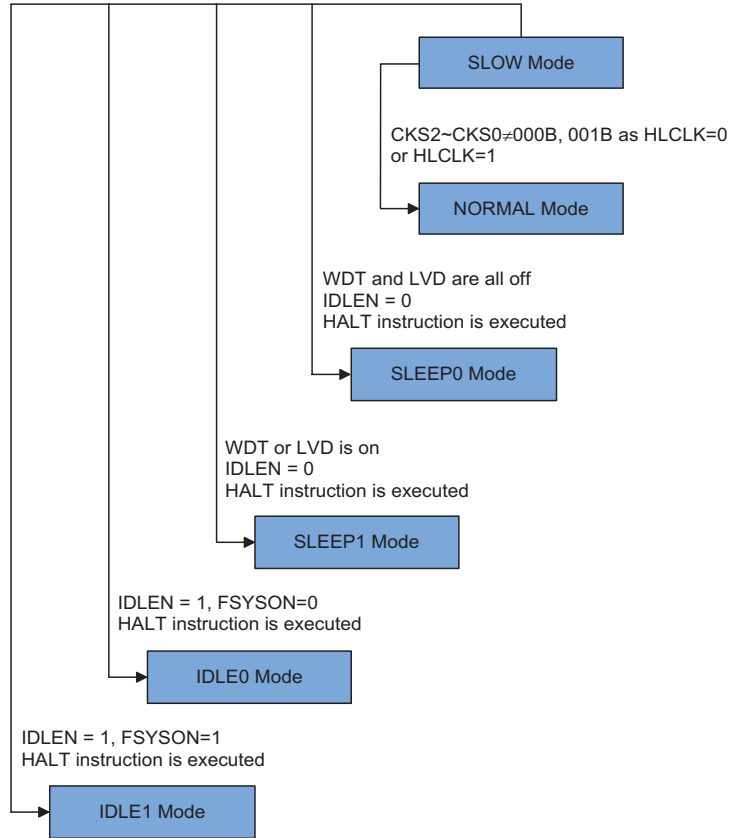 SLOW Mode
CKS2~CKS0≠000B, 001B as HLCLK=0
or HLCLK=1
NORMAL Mode
WDT and LVD are all off
IDLEN = 0
HALT instruction is executed
SLEEP0 Mode
WDT or LVD is on
IDLEN = 0
HALT instruction is executed
SLEEP1 Mode
IDLEN = 1, FSYSON=0
HALT instruction is executed
IDLE0 Mode
IDLEN = 1, FSYSON=1
HALT instruction is executed
IDLE1 Mode